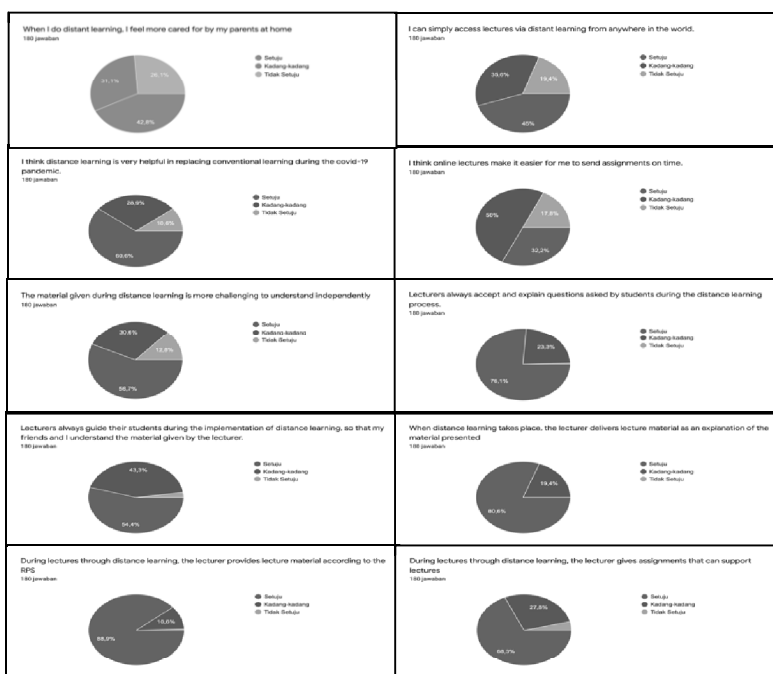 When I do distant learning, I feel more cared for by my parents at home
180 jawaban
31,1%
26,1%
42,8%
Setuju
Kadang-kadang
Tidak Setuju
I can simply access lectures via distant learning from anywhere in the world.
180 jawaban
35,6%
19,4%
45%
Setuju
Kadang-kadang
Tidak Setuju
I think distance learning is very helpful in replacing conventional learning during the covid-19
pandemic.
180 jawaban
Setuju
Kadang-kadang
Tidak Setuju
I think online lectures make it easier for me to send assignments on time.
180 jawaban
50%
17,8%
32,2%
Setuju
Kadang-kadang
Tidak Setuju
The material given during distance learning is more challenging to understand independently
180 jawaban
30,6%
12,8%
56,7%
Setuju
Kadang-kadang
Tidak Setuju
Lecturers always accept and explain questions asked by students during the distance learning
process.
180 jawaban
23,3%
76,1%
Setuju
Kadang-kadang
Tidak Setuju
Lecturers always guide their students during the implementation of distance learning, so that my
friends and I understand the material given by the lecturer.
180 jawaban
43,3%
54,4%
Setuju
Kadang-kadang
Tidak Setuju
When distance learning takes place, the lecturer delivers lecture material as an explanation of the
material presented
180 jawaban
19,4%
80,6%
Setuju
Kadang-kadang
Tidak Setuju
During lectures through distance learning, the lecturer provides lecture material according to the
RPS
180 jawaban
10,6%
88,9%
Setuju
Kadang-kadang
Tidak Setuju
During lectures through distance learning, the lecturer gives assignments that can support
lectures
180 jawaban
27,8%
68,3%
Setuju
Kadang-kadang
Tidak Setuju